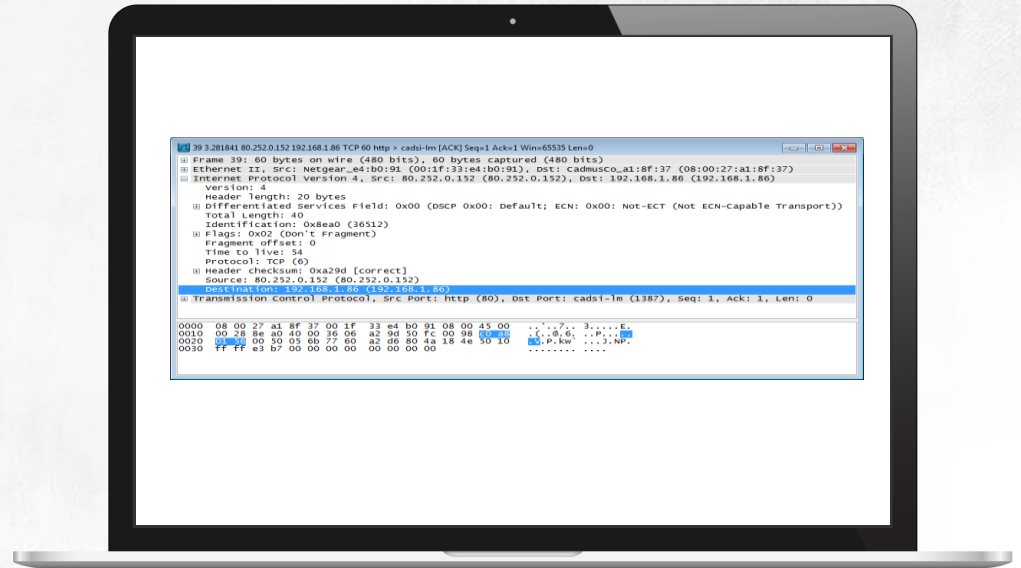 39 3.281841 80.252.0.152 192.168.1.86 TCP 60 http > cadsi-lm [ACK] Seq=1 Ack=1 Win=65535 Len=0
Frame 39: 60 bytes on wire (480 bits), 60 bytes captured (480 bits)
Ethernet II, Src: Netgear_e4:b0:91 (00:1f:33:e4:b0:91), Dst: CadmusCo_a1:8f:37 (08:00:27:a1:8f:37)
Internet Protocol Version 4, Src: 80.252.0.152 (80.252.0.152), Dst: 192.168.1.86 (192.168.1.86)
Version: 4
Header length: 20 bytes
Differentiated Services Field: 0x00 (DSCP 0x00: Default; ECN: 0x00: Not-ECT (Not ECN-Capable Transport))
Total Length: 40
Identification: 0x8ea0 (36512)
Flags: 0x02 (Don't Fragment)
Fragment offset: 0
Time to live: 54
Protocol: TCP (6)
Header checksum: 0xa29d [correct]
Source: 80.252.0.152 (80.252.0.152)
Destination: 192.168.1.86 (192.168.1.86)
Transmission Control Protocol, Src Port: http (80), Dst Port: cadsi-lm (1387), Seq: 1, Ack: 1, Len: 0
0000 08 00 27 a1 8f 37 00 1f 33 e4 b0 91 08 00 45 00 ..'..7.. 3.....E.
0010 00 28 8e a0 40 00 36 06 a2 9d 50 fc 00 98 c0 a8 .(..@.6. ..P.....
0020 01 56 00 50 05 6b 77 60 a2 d6 80 4a 18 4e 50 10 .V.P.kw` ...J.NP.
0030 ff ff e3 b7 00 00 00 00 00 00 00 00 ........ ....